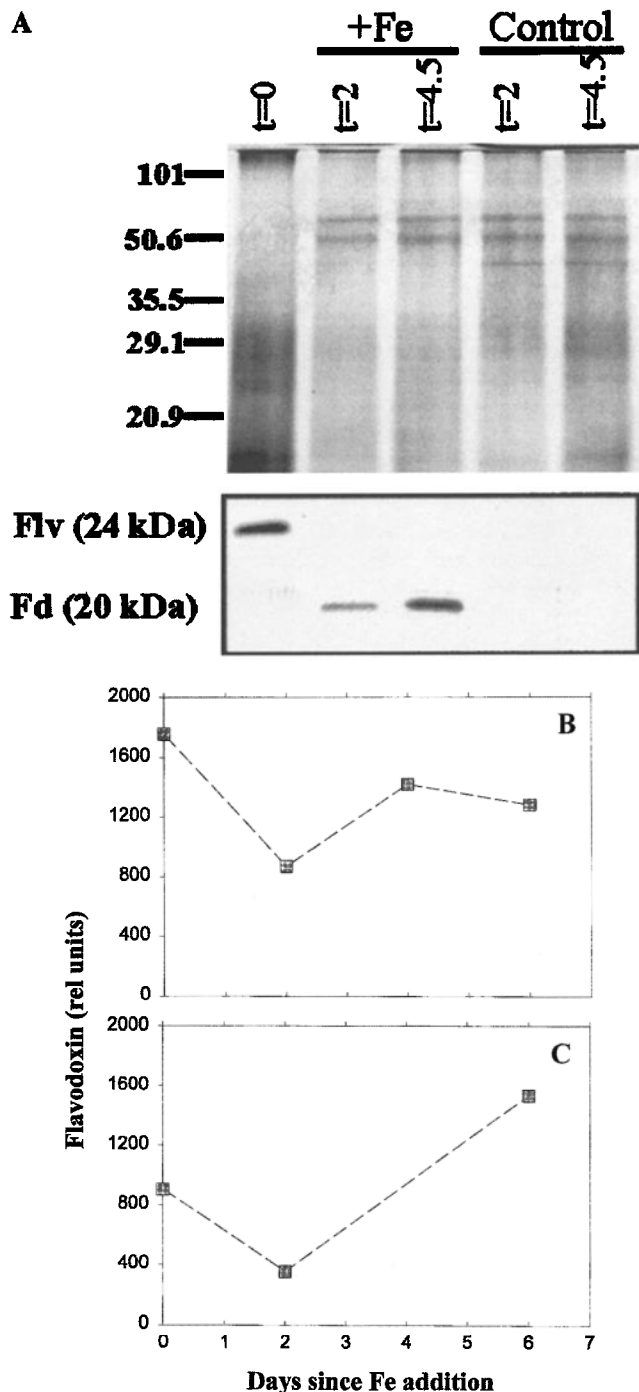 A
+Fe Control
t=0 t=2 t=4.5 t=2 t=4.5
101
50.6
35.5
29.1
20.9
Flv (24 kDa)
Fd (20 kDa)
B
2000
1600
1200
800
400
0
C
2000
1600
1200
800
400
0
Flavodoxin (rel units)
0 1 2 3 4 5 6 7
Days since Fe addition